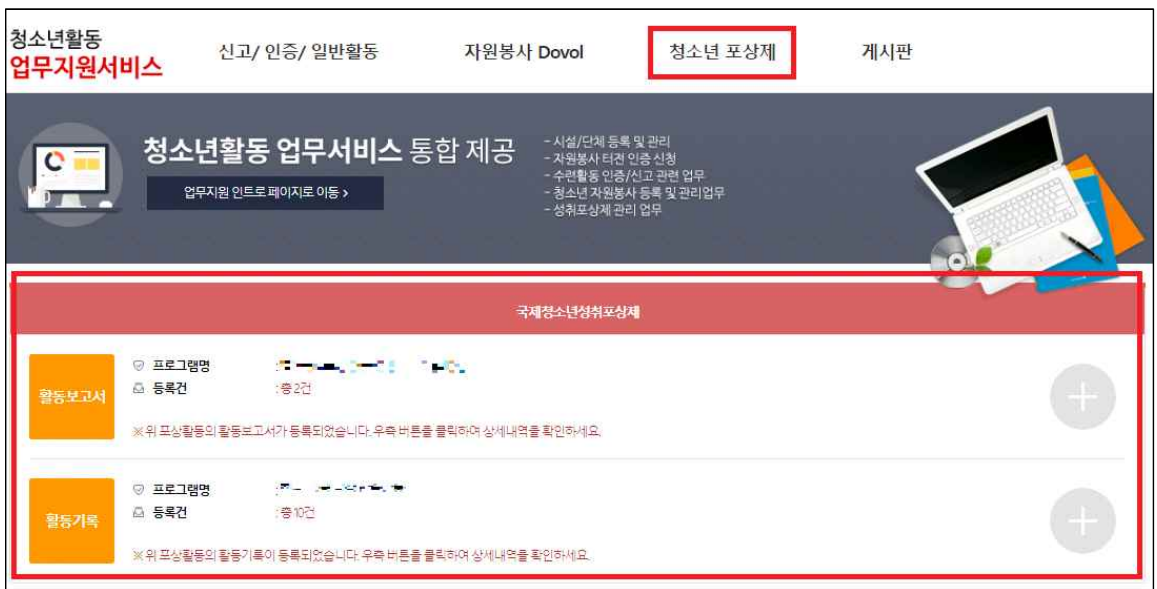 청소년활동
업무지원서비스
신고/ 인증/ 일반활동
자원봉사 Dovol
청소년 포상제
게시판
청소년활동 업무서비스 통합 제공
업무지원 인트로 페이지로 이동 >
- 시설/단체 등록 및 관리
- 자원봉사 터전 인증 신청
- 수련활동 인증/신고 관련 업무
- 청소년 자원봉사 등록 및 관리업무
- 성취포상제 관리 업무
국제청소년성취포상제
활동보고서
프로그램명 :
등록건 : 총 2건
※ 위 포상활동의 활동보고서가 등록되었습니다. 우측 버튼을 클릭하여 상세내역을 확인하세요.
활동기록
프로그램명 :
등록건 : 총 10건
※ 위 포상활동의 활동기록이 등록되었습니다. 우측 버튼을 클릭하여 상세내역을 확인하세요.